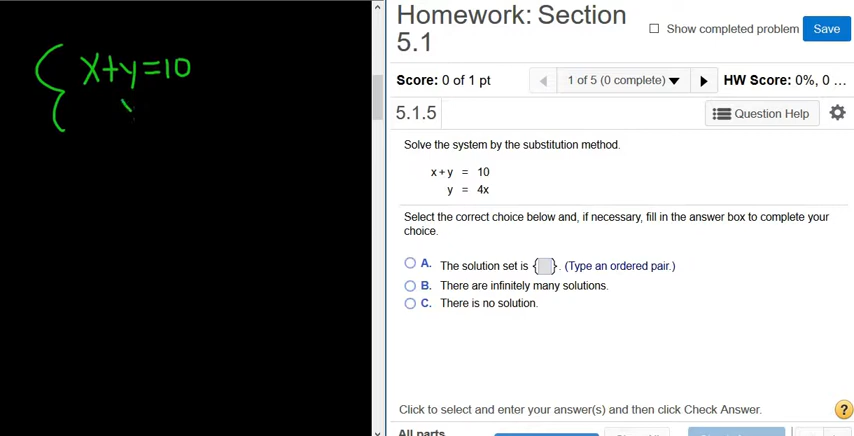 x+y=10
Homework: Section
5.1
Show completed problem
Save
Score: 0 of 1 pt
1 of 5 (0 complete)
HW Score: 0%, 0 ...
5.1.5
Question Help
Solve the system by the substitution method.
x+y = 10
y = 4x
Select the correct choice below and, if necessary, fill in the answer box to complete your
choice.
A. The solution set is { }. (Type an ordered pair.)
B. There are infinitely many solutions.
C. There is no solution.
Click to select and enter your answer(s) and then click Check Answer.
?
All parts